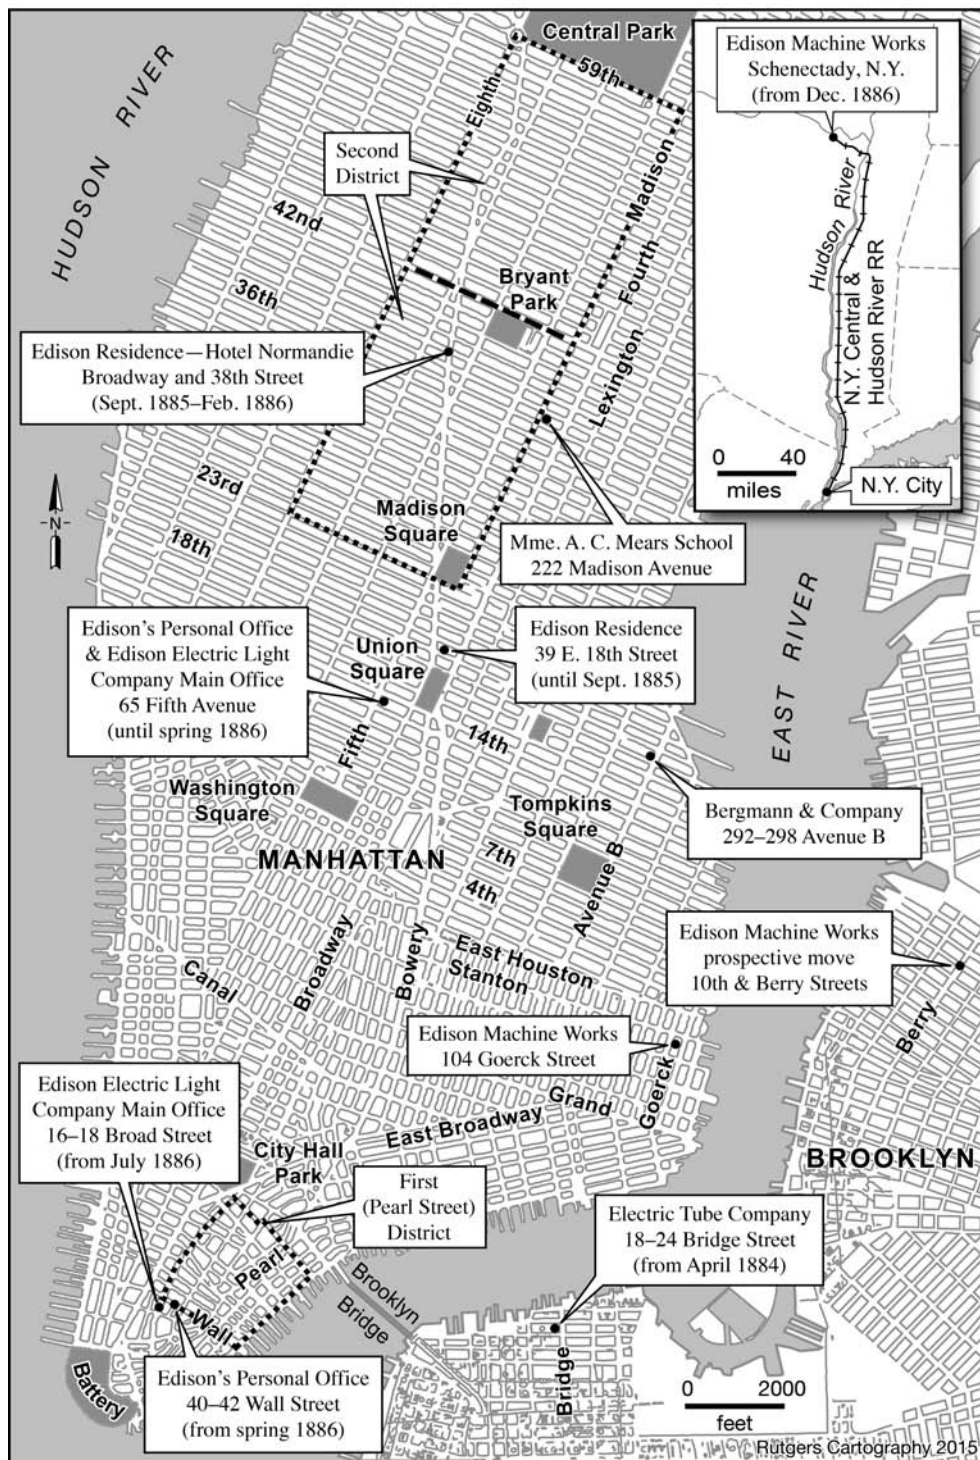 Central Park
59th
Eighth
HUDSON RIVER
Second
District
Madison
Fourth
Lexington
42nd
36th
Bryant
Park
Edison Machine Works
Schenectady, N.Y.
(from Dec. 1886)
Hudson River
N.Y. Central &
Hudson River RR
0 40
miles
N.Y. City
Edison Residence—Hotel Normandie
Broadway and 38th Street
(Sept. 1885–Feb. 1886)
23rd
18th
N
Madison
Square
Mme. A. C. Mears School
222 Madison Avenue
EAST RIVER
Edison's Personal Office
& Edison Electric Light
Company Main Office
65 Fifth Avenue
(until spring 1886)
Union
Square
Edison Residence
39 E. 18th Street
(until Sept. 1885)
Fifth
14th
Washington
Square
Tompkins
Square
Bergmann & Company
292–298 Avenue B
MANHATTAN
7th
4th
Avenue B
Broadway
Bowery
East Houston
Stanton
Canal
Edison Machine Works
prospective move
10th & Berry Streets
Berry
Edison Machine Works
104 Goerck Street
Goerck
Grand
East Broadway
Edison Electric Light
Company Main Office
16–18 Broad Street
(from July 1886)
City Hall
Park
BROOKLYN
First
(Pearl Street)
District
Electric Tube Company
18–24 Bridge Street
(from April 1884)
Pearl
Wall
Brooklyn
Bridge
Battery
Edison's Personal Office
40–42 Wall Street
(from spring 1886)
Bridge
0 2000
feet
Rutgers Cartography 2015